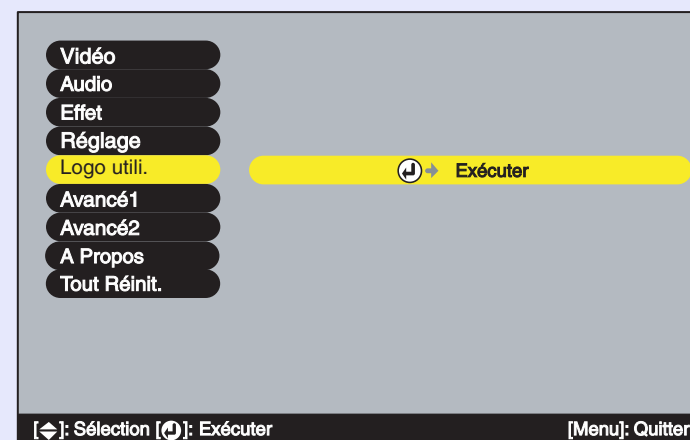 Vidéo
Audio
Effet
Réglage
Logo utili.
Exécuter
Avancé1
Avancé2
A Propos
Tout Réinit.
[ ]: Sélection [ ]: Exécuter
[Menu]: Quitter